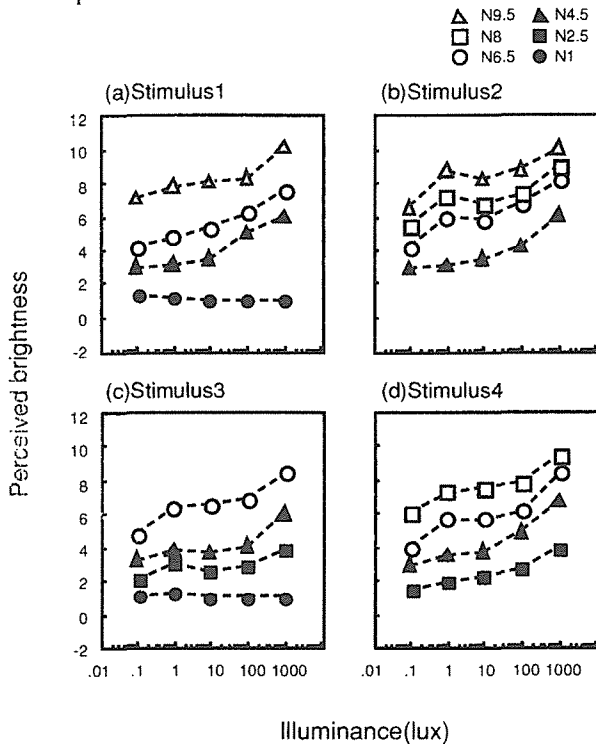 N9.5 N4.5
N8 N2.5
N6.5 N1
(a)Stimulus1 (b)Stimulus2
12
10
8
6
4
2
0
-2
(c)Stimulus3 (d)Stimulus4
12
10
8
6
4
2
0
-2
.01 .1 1 10 100 1000 .01 .1 1 10 100 1000
Perceived brightness
Illuminance(lux)